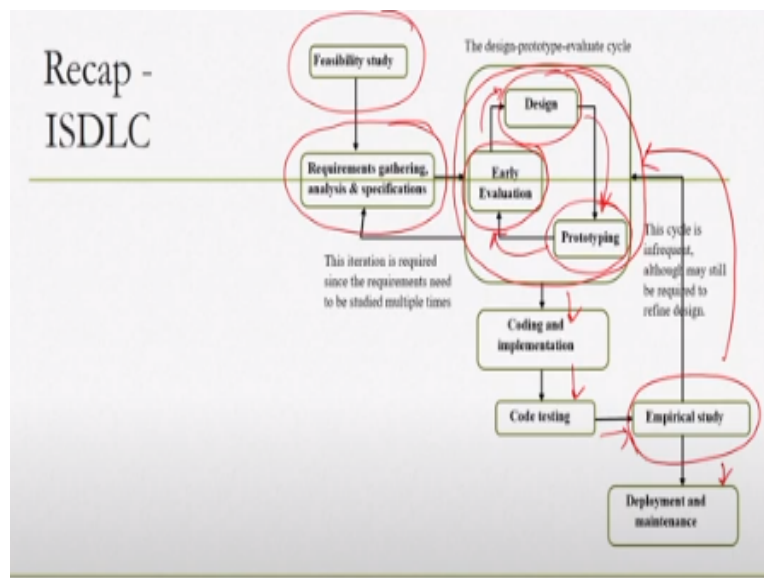 Recap -
ISDLC
Feasibility study
The design-prototype-evaluate cycle
Design
Requirements gathering,
analysis & specifications
Early
Evaluation
Prototyping
This iteration is required
since the requirements need
to be studied multiple times
This cycle is
infrequent,
although may still
be required to
refine design.
Coding and
implementation
Code testing
Empirical study
Deployment and
maintenance